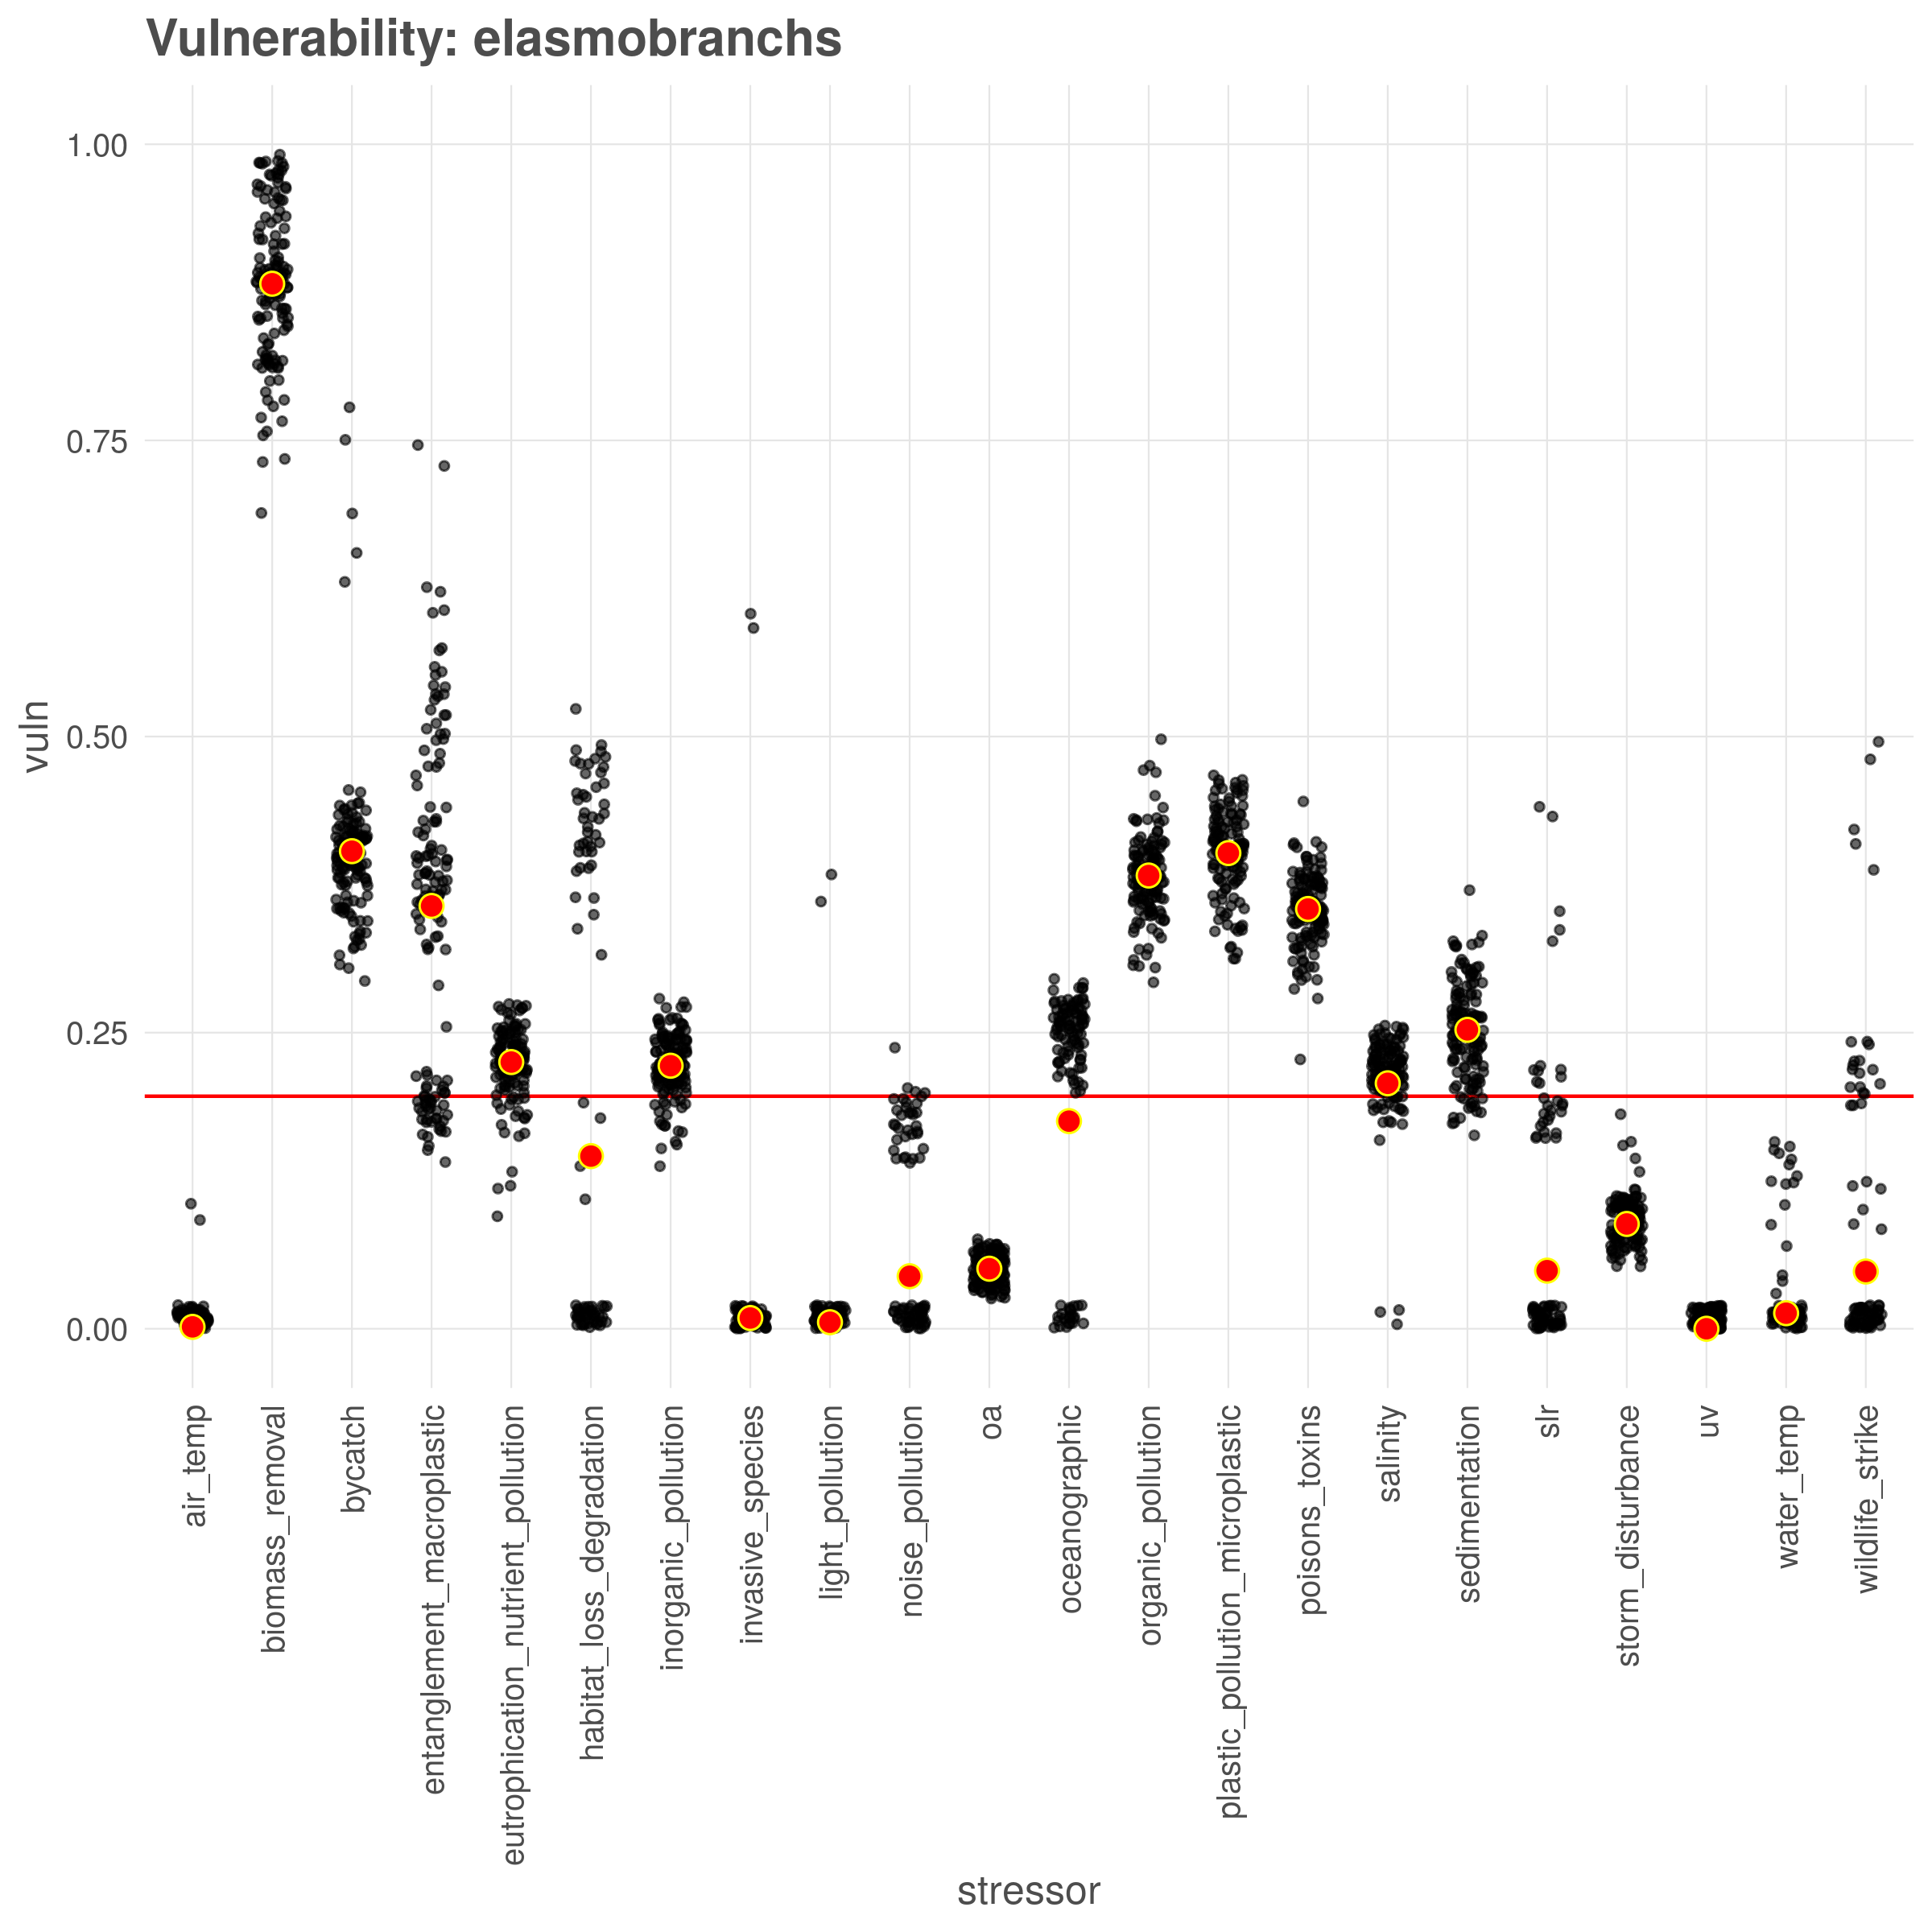 Vulnerability: elasmobranchs
vuln
1.00
0.75
0.50
0.25
0.00
air_temp
biomass_removal
bycatch
entanglement_macroplastic
eutrophication_nutrient_pollution
habitat_loss_degradation
inorganic_pollution
invasive_species
light_pollution
noise_pollution
oa
oceanographic
organic_pollution
plastic_pollution_microplastic
poisons_toxins
salinity
sedimentation
slr
storm_disturbance
uv
water_temp
wildlife_strike
stressor